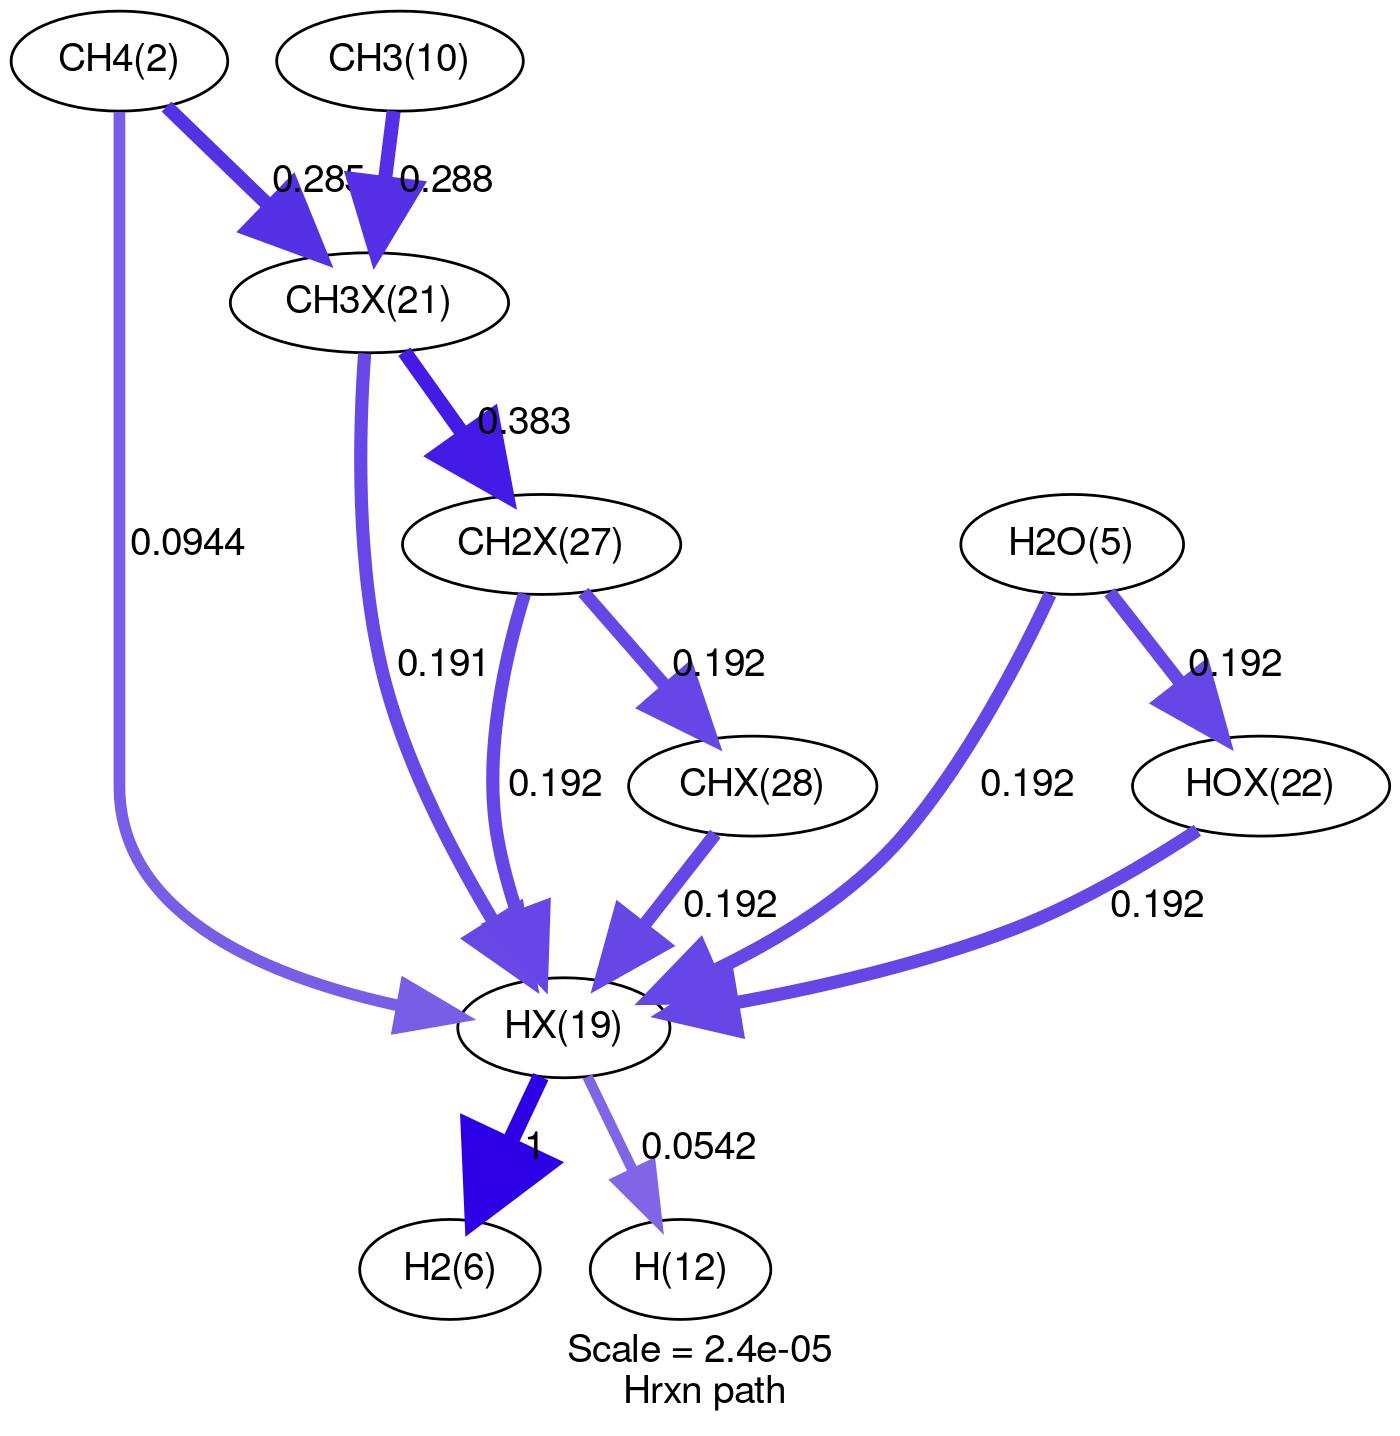 CH4(2)
CH3(10)
0.285
0.288
CH3X(21)
0.383
0.0944
CH2X(27)
H2O(5)
0.191
0.192
0.192
0.192
0.192
CHX(28)
HOX(22)
0.192
0.192
HX(19)
1
0.0542
H2(6)
H(12)
Scale = 2.4e-05
Hrxn path